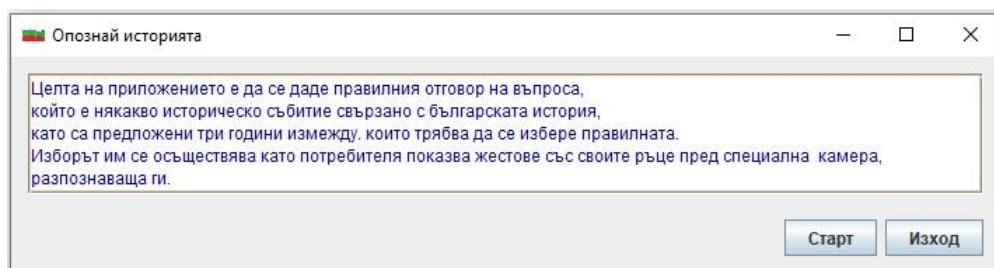 Опознай историята
Целта на приложението е да се даде правилния отговор на въпроса,
който е някакво историческо събитие свързано с българската история,
като са предложени три години измежду. които трябва да се избере правилната.
Изборът им се осъществява като потребителя показва жестове със своите ръце пред специална камера,
разпознаваща ги.
Старт Изход